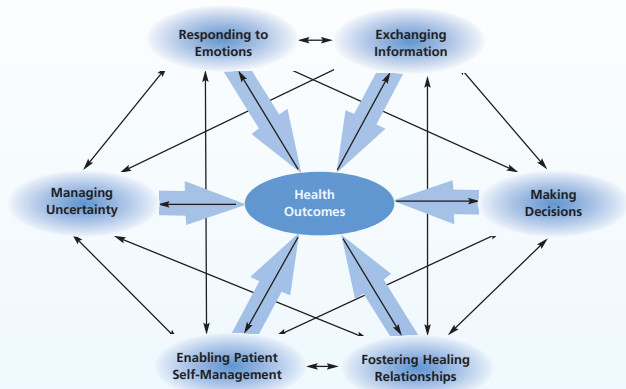 Responding to
Emotions
Exchanging
Information
Managing
Uncertainty
Health
Outcomes
Making
Decisions
Enabling Patient
Self-Management
Fostering Healing
Relationships